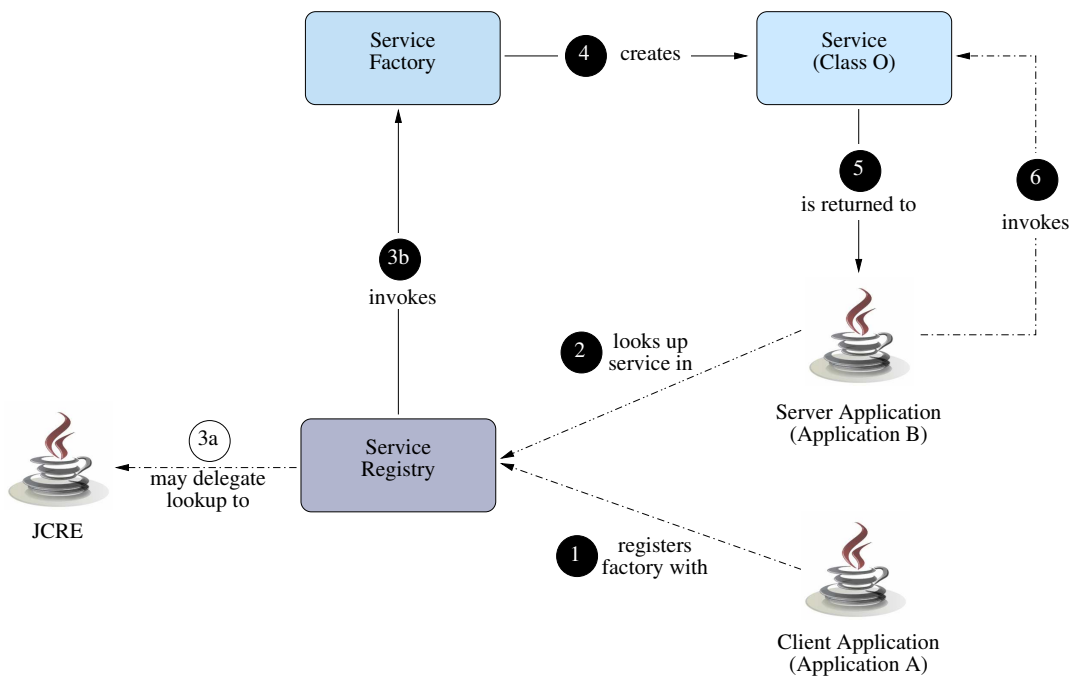 Service
Factory
4
creates
Service
(Class O)
5
is returned to
6
invokes
3b
invokes
2
looks up
service in
Server Application
(Application B)
3a
may delegate
lookup to
JCRE
Service
Registry
1
registers
factory with
Client Application
(Application A)